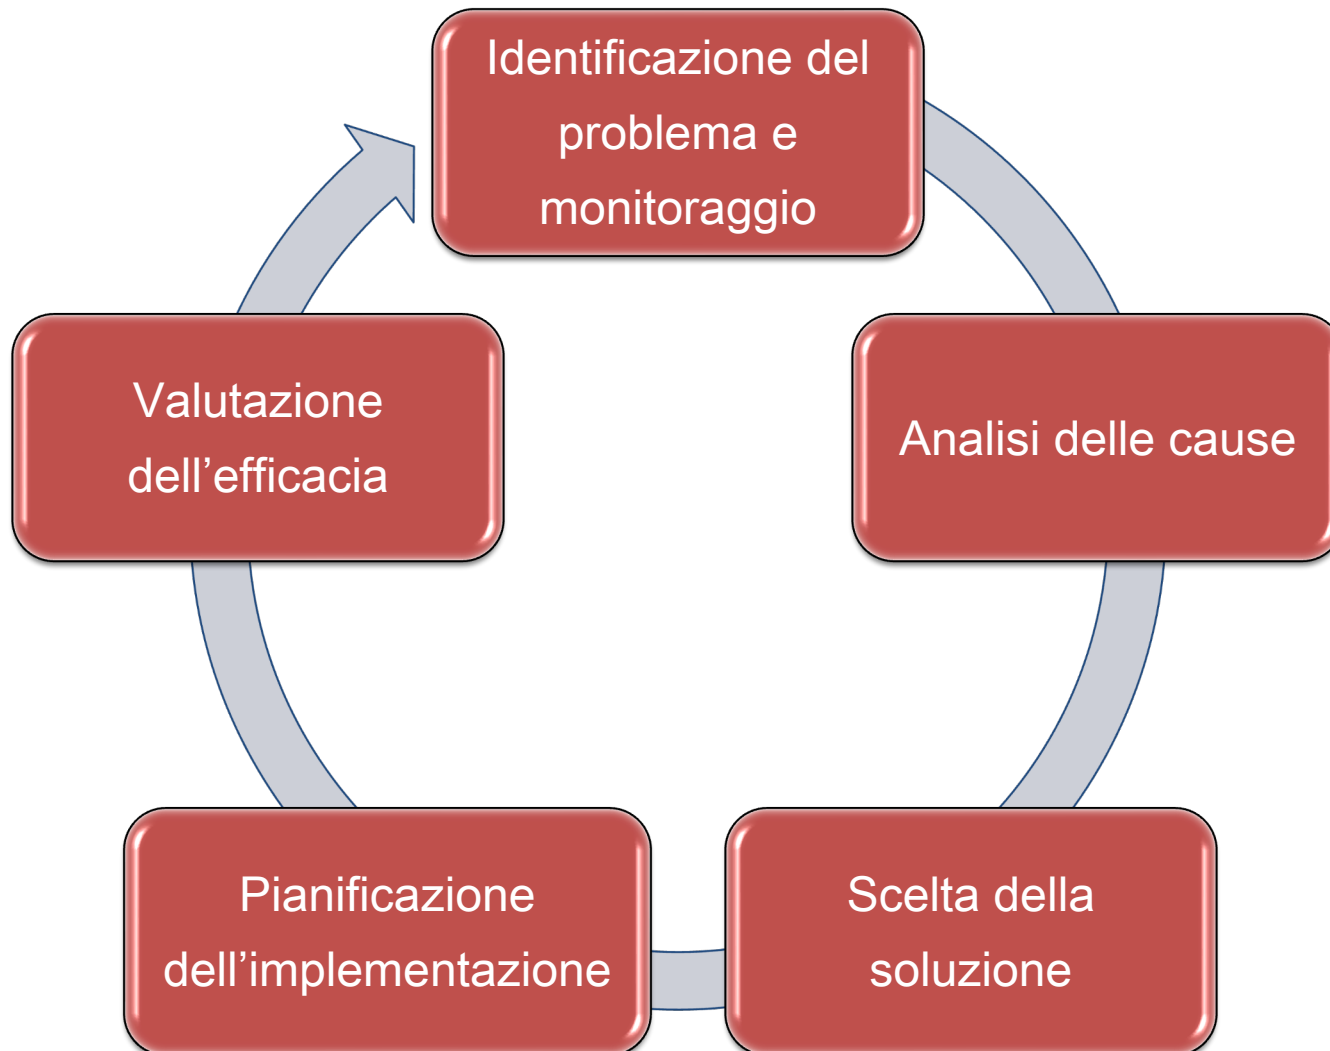 Identificazione del
problema e
monitoraggio
Analisi delle cause
Scelta della
soluzione
Pianificazione
dell’implementazione
Valutazione
dell’efficacia